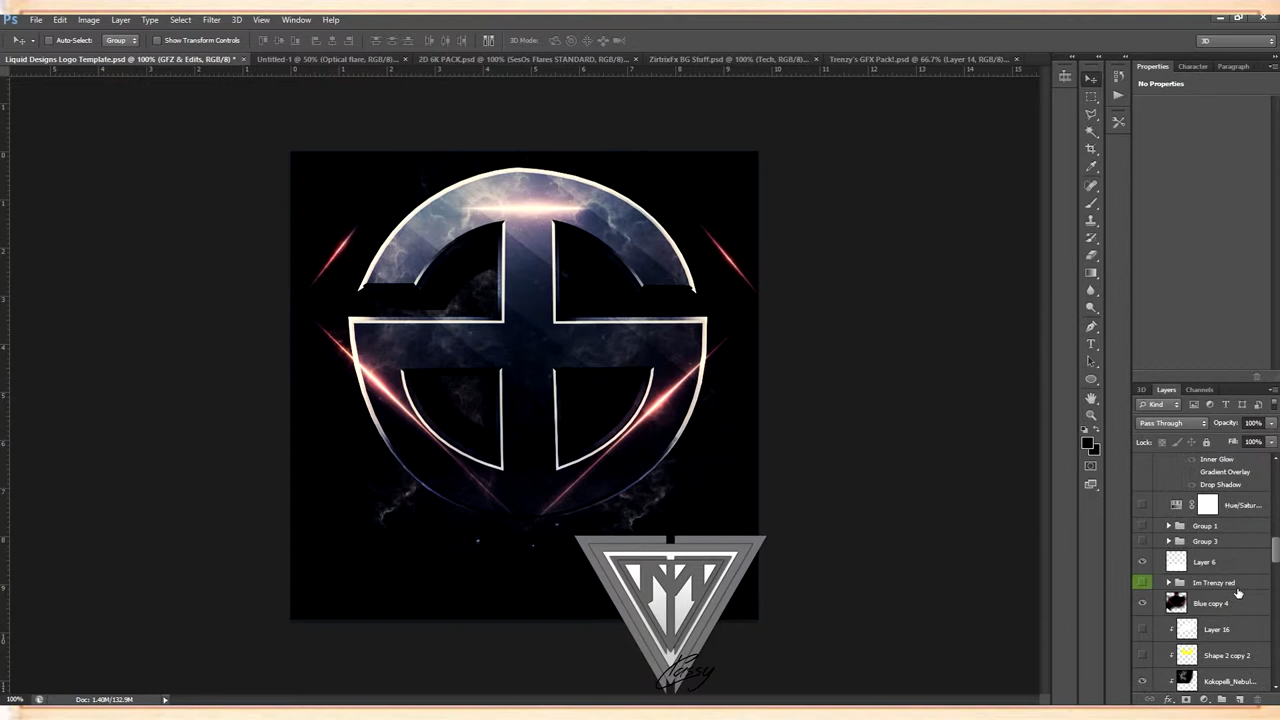 Ps File Edit Image Layer Type Select Filter 3D View Window Help
Auto-Select: Group Show Transform Controls 3D Mode: 3D
Liquid Designs Logo Template.psd @ 100% (GFZ & Edits, RGB/8) * × Untitled-1 @ 50% (Optical flare, RGB/8)... × 2D 6K PACK.psd @ 100% (SesOs Flares STANDARD, RGB/8)... × ZirtrixFx BG Stuff.psd @ 100% (Tech, RGB/8)... × Trenzy's GFX Pack!.psd @ 66.7% (Layer 14, RGB/8)... ×
Properties Character Paragraph
No Properties
3D Layers Channels
Kind
Pass Through Opacity: 100%
Lock: Fill: 100%
Inner Glow
Gradient Overlay
Drop Shadow
Hue/Satur...
Group 1
Group 3
Layer 6
Im Trenzy red
Blue copy 4
Layer 16
Shape 2 copy 2
Kokopelli_Nebul...
100% Doc: 1.40M/132.9M